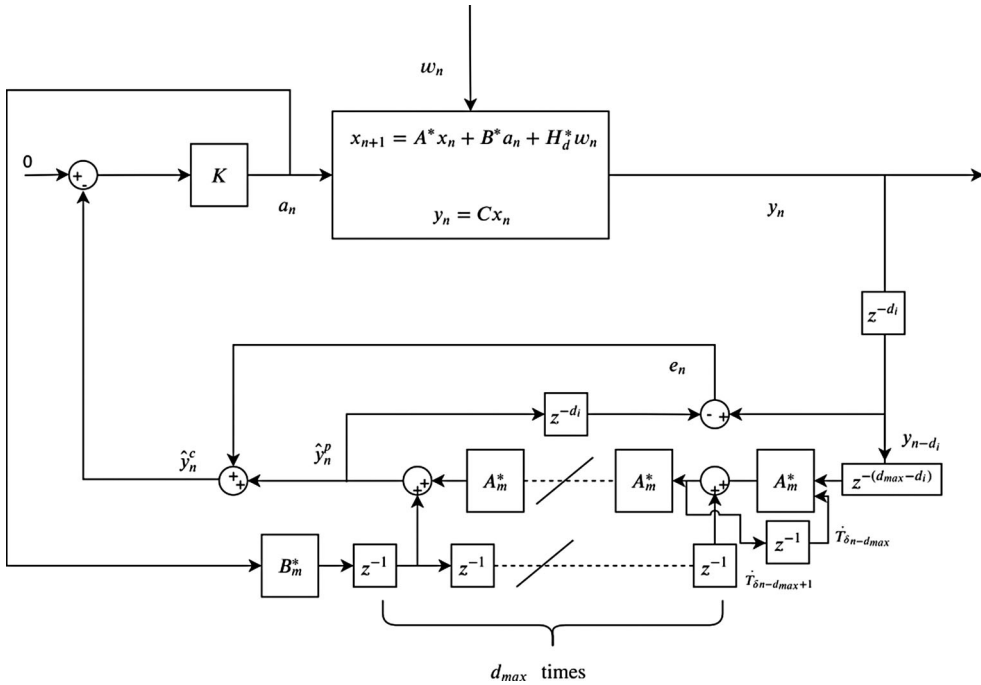 w_n
x_{n+1} = A^* x_n + B^* a_n + H_d^* w_n
y_n = C x_n
0
+
-
K
a_n
y_n
z^{-d_i}
e_n
z^{-d_i}
-
+
y_{n-d_i}
ŷ_n^c
+
+
ŷ_n^p
+
+
A_m^*
A_m^*
+
+
A_m^*
z^{-(d_{max}-d_i)}
B_m^*
z^{-1}
z^{-1}
z^{-1}
z^{-1}
Ṫ_{δn-d_{max}}
Ṫ_{δn-d_{max}+1}
d_{max} times